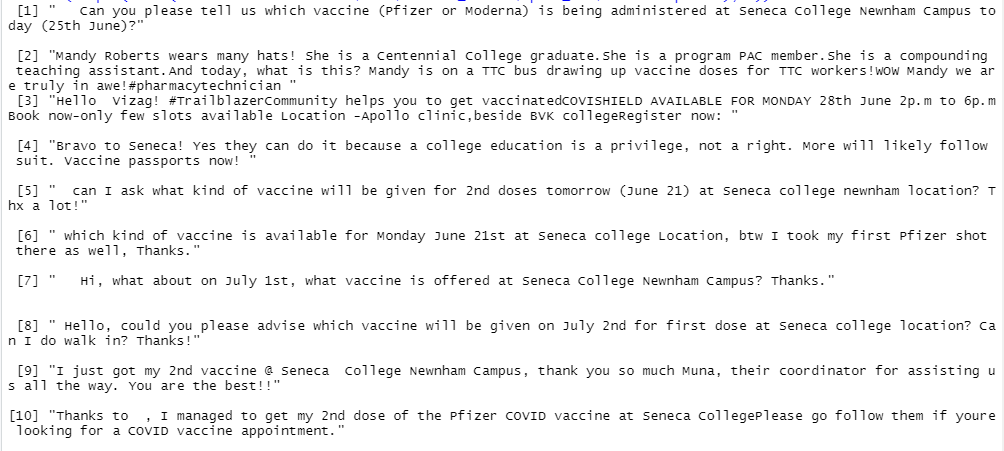 [1] "   Can you please tell us which vaccine (Pfizer or Moderna) is being administered at Seneca College Newnham Campus to
day (25th June)?"
[2] "Mandy Roberts wears many hats! She is a Centennial College graduate.She is a program PAC member.She is a compounding
teaching assistant.And today, what is this? Mandy is on a TTC bus drawing up vaccine doses for TTC workers!WOW Mandy we ar
e truly in awe!#pharmacytechnician "
[3] "Hello  Vizag! #TrailblazerCommunity helps you to get vaccinatedCOVISHIELD AVAILABLE FOR MONDAY 28th June 2p.m to 6p.m
Book now-only few slots available Location -Apollo clinic,beside BVK collegeRegister now: "
[4] "Bravo to Seneca! Yes they can do it because a college education is a privilege, not a right. More will likely follow
suit. Vaccine passports now! "
[5] "  can I ask what kind of vaccine will be given for 2nd doses tomorrow (June 21) at Seneca college newnham location? T
hx a lot!"
[6] " which kind of vaccine is available for Monday June 21st at Seneca college Location, btw I took my first Pfizer shot
there as well, Thanks."
[7] "   Hi, what about on July 1st, what vaccine is offered at Seneca College Newnham Campus? Thanks."
[8] " Hello, could you please advise which vaccine will be given on July 2nd for first dose at Seneca college location? Ca
n I do walk in? Thanks!"
[9] "I just got my 2nd vaccine @ Seneca  College Newnham Campus, thank you so much Muna, their coordinator for assisting u
s all the way. You are the best!!"
[10] "Thanks to  , I managed to get my 2nd dose of the Pfizer COVID vaccine at Seneca CollegePlease go follow them if youre
looking for a COVID vaccine appointment."